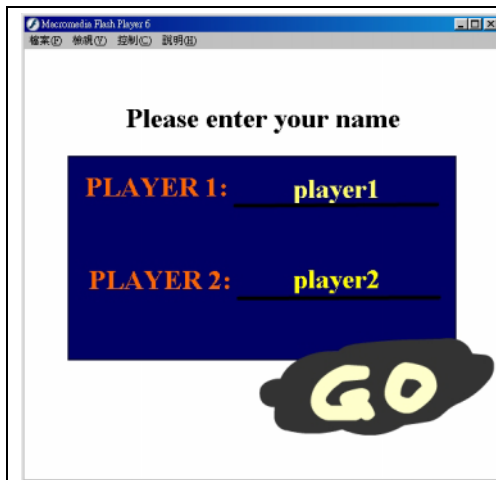 Macromedia Flash Player 6
檔案(F) 檢視(V) 控制(C) 說明(H)
Please enter your name
PLAYER 1: player1
PLAYER 2: player2
GO